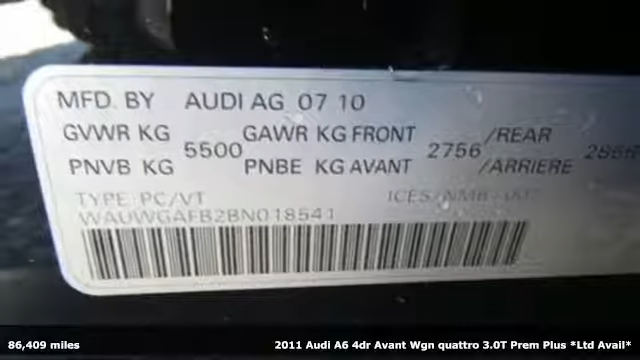 MFD. BY AUDI AG 07 10
GVWR KG 5500 GAWR KG FRONT 2756 /REAR
PNVB KG PNBE KG AVANT /ARRIERE
TYPE: PC/VT
WAUWGAFB2BN018541
86,409 miles 2011 Audi A6 4dr Avant Wgn quattro 3.0T Prem Plus *Ltd Avail*